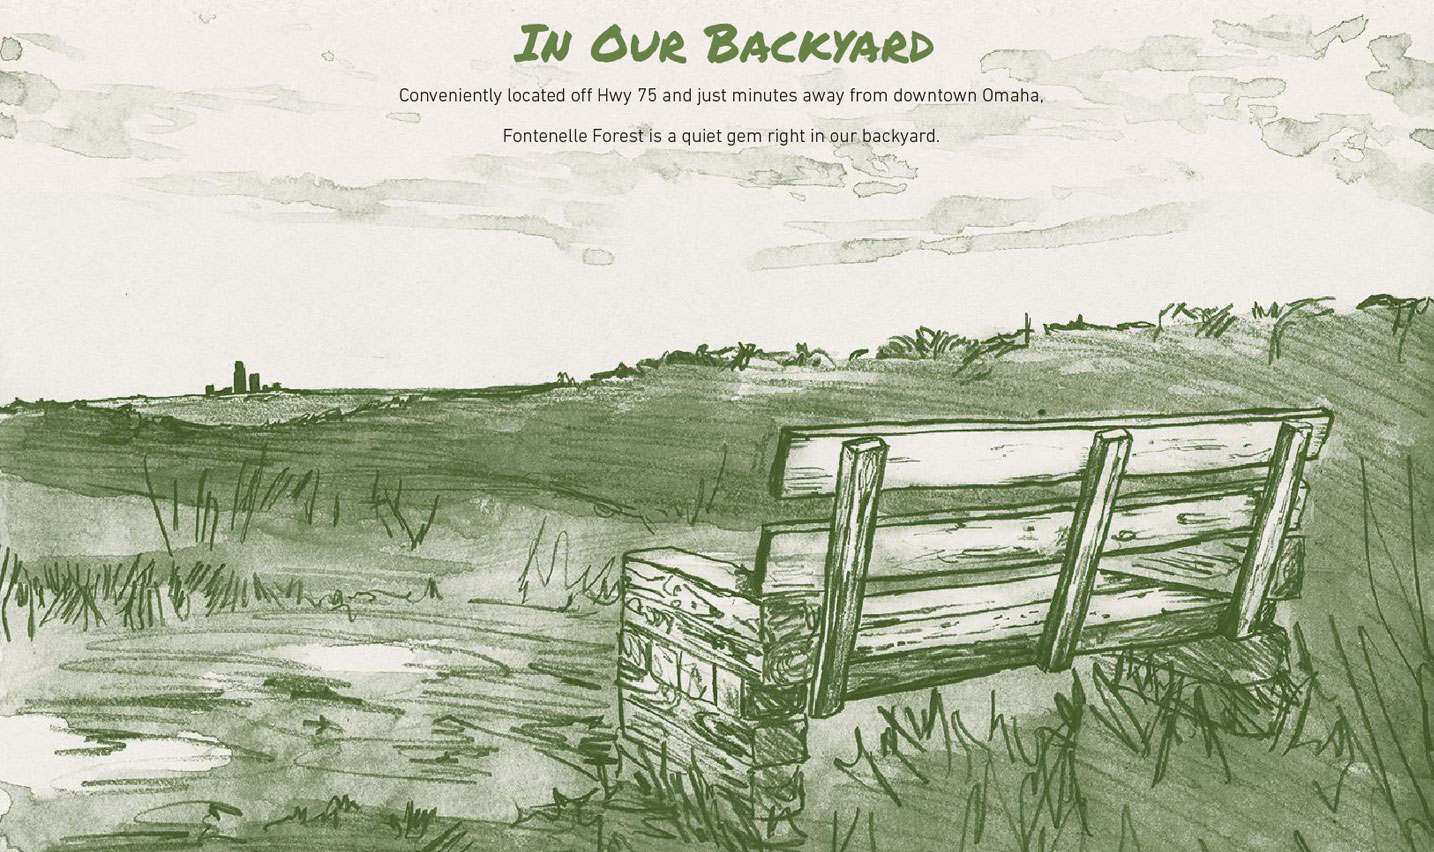 In Our Backyard
Conveniently located off Hwy 75 and just minutes away from downtown Omaha,
Fontenelle Forest is a quiet gem right in our backyard.